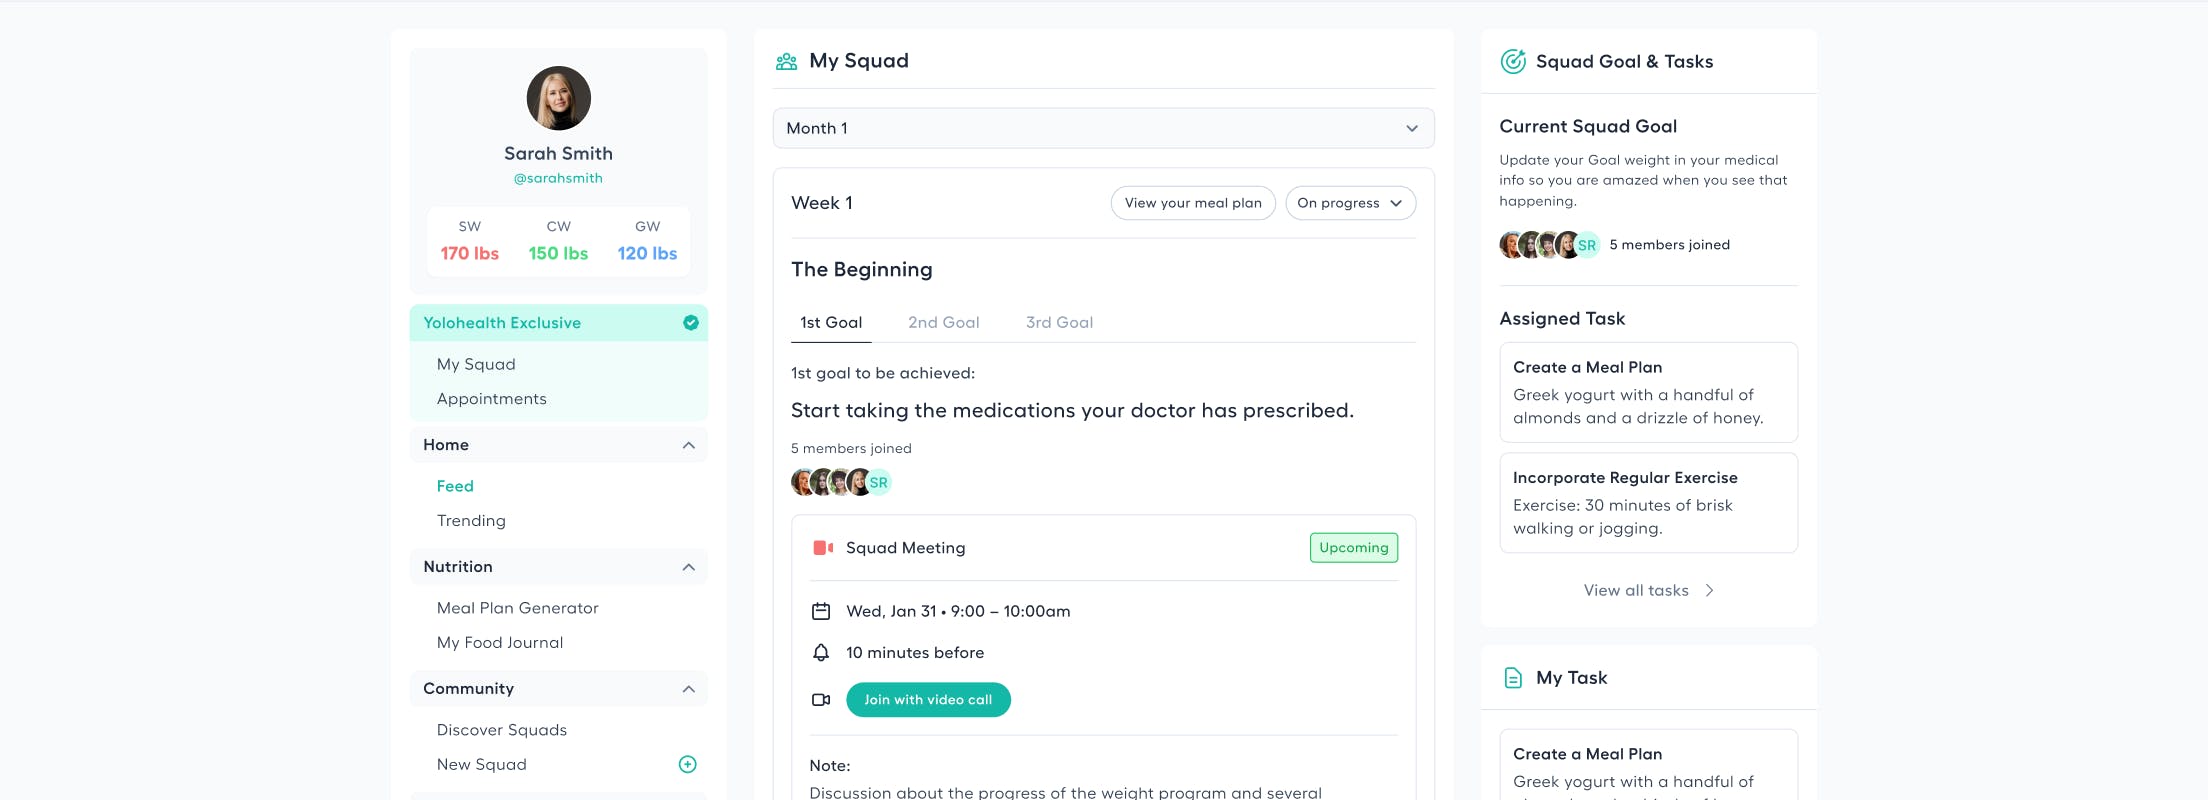 Sarah Smith
@sarahsmith
SW CW GW
170 lbs 150 lbs 120 lbs
Yolohealth Exclusive
My Squad
Appointments
Home
Feed
Trending
Nutrition
Meal Plan Generator
My Food Journal
Community
Discover Squads
New Squad
My Squad
Month 1
Week 1
View your meal plan
On progress
The Beginning
1st Goal 2nd Goal 3rd Goal
1st goal to be achieved:
Start taking the medications your doctor has prescribed.
5 members joined
SR
Squad Meeting
Upcoming
Wed, Jan 31 • 9:00 – 10:00am
10 minutes before
Join with video call
Note:
Discussion about the progress of the weight program and several
Squad Goal & Tasks
Current Squad Goal
Update your Goal weight in your medical
info so you are amazed when you see that
happening.
SR 5 members joined
Assigned Task
Create a Meal Plan
Greek yogurt with a handful of
almonds and a drizzle of honey.
Incorporate Regular Exercise
Exercise: 30 minutes of brisk
walking or jogging.
View all tasks
My Task
Create a Meal Plan
Greek yogurt with a handful of